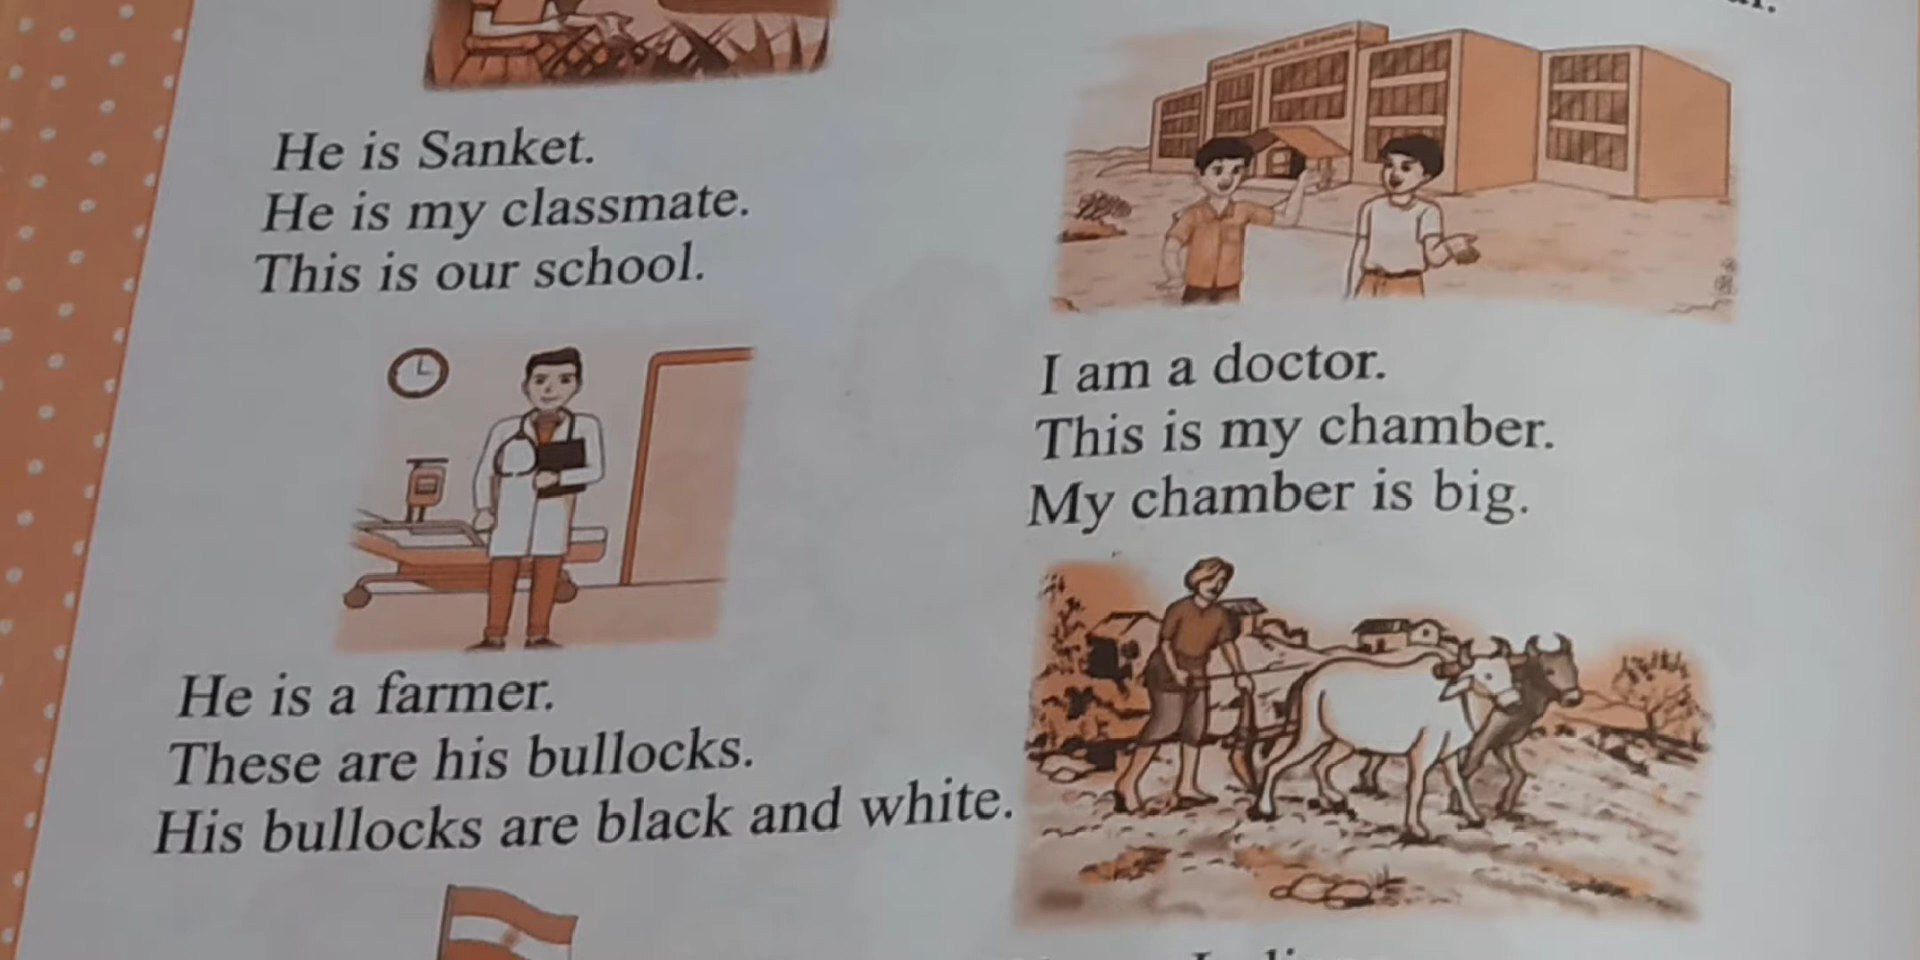 He is Sanket.
He is my classmate.
This is our school.
I am a doctor.
This is my chamber.
My chamber is big.
He is a farmer.
These are his bullocks.
His bullocks are black and white.